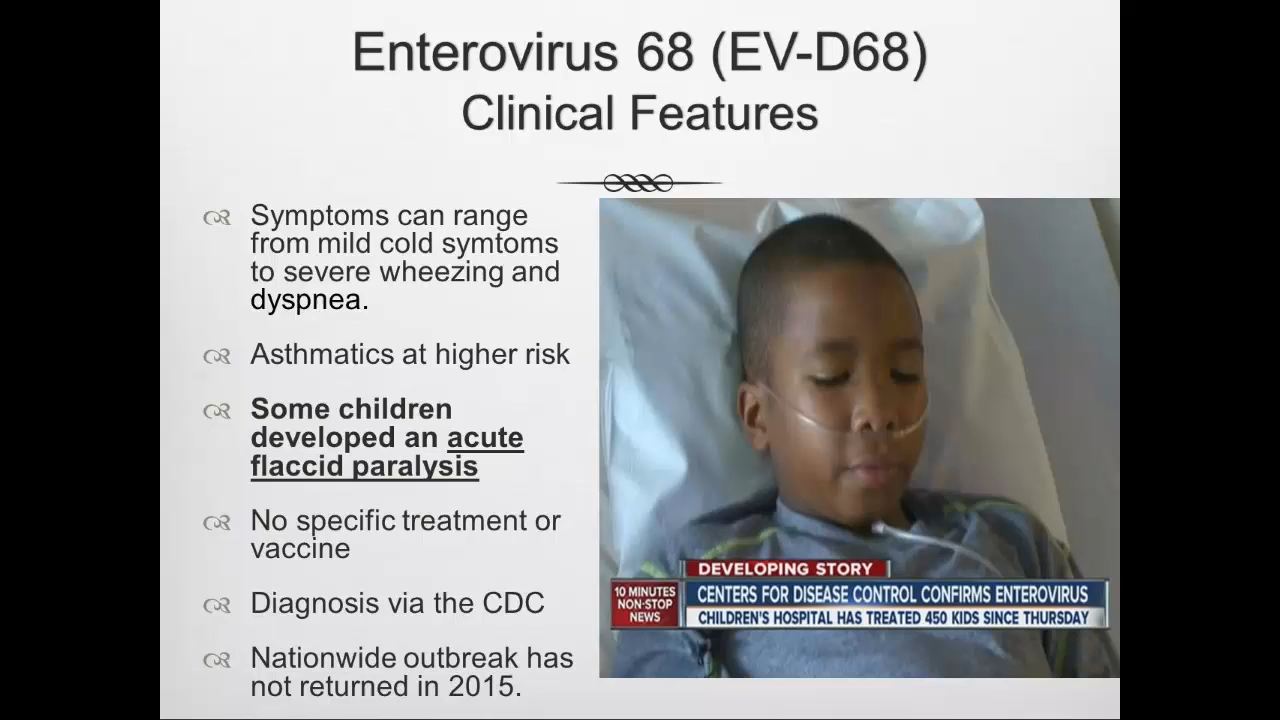 Enterovirus 68 (EV-D68)
Clinical Features
Symptoms can range
from mild cold symtoms
to severe wheezing and
dyspnea.
Asthmatics at higher risk
Some children
developed an acute
flaccid paralysis
No specific treatment or
vaccine
Diagnosis via the CDC
Nationwide outbreak has
not returned in 2015.
DEVELOPING STORY
10 MINUTES
NON-STOP
NEWS
CENTERS FOR DISEASE CONTROL CONFIRMS ENTEROVIRUS
CHILDREN'S HOSPITAL HAS TREATED 450 KIDS SINCE THURSDAY